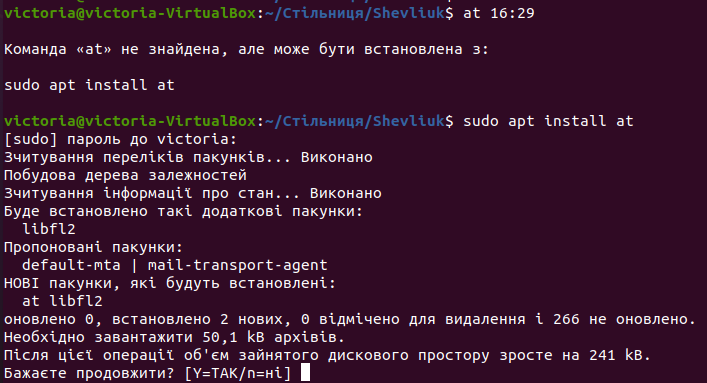 victoria@victoria-VirtualBox:~/Стільниця/Shevliuk$ at 16:29
Команда «at» не знайдена, але може бути встановлена з:
sudo apt install at
victoria@victoria-VirtualBox:~/Стільниця/Shevliuk$ sudo apt install at
[sudo] пароль до victoria:
Зчитування переліків пакунків... Виконано
Побудова дерева залежностей
Зчитування інформації про стан... Виконано
Буде встановлено такі додаткові пакунки:
libfl2
Пропоновані пакунки:
default-mta | mail-transport-agent
НОВІ пакунки, які будуть встановлені:
at libfl2
оновлено 0, встановлено 2 нових, 0 відмічено для видалення і 266 не оновлено.
Необхідно завантажити 50,1 kB архівів.
Після цієї операції об'єм зайнятого дискового простору зросте на 241 kB.
Бажаєте продовжити? [Y=ТАК/n=ні]